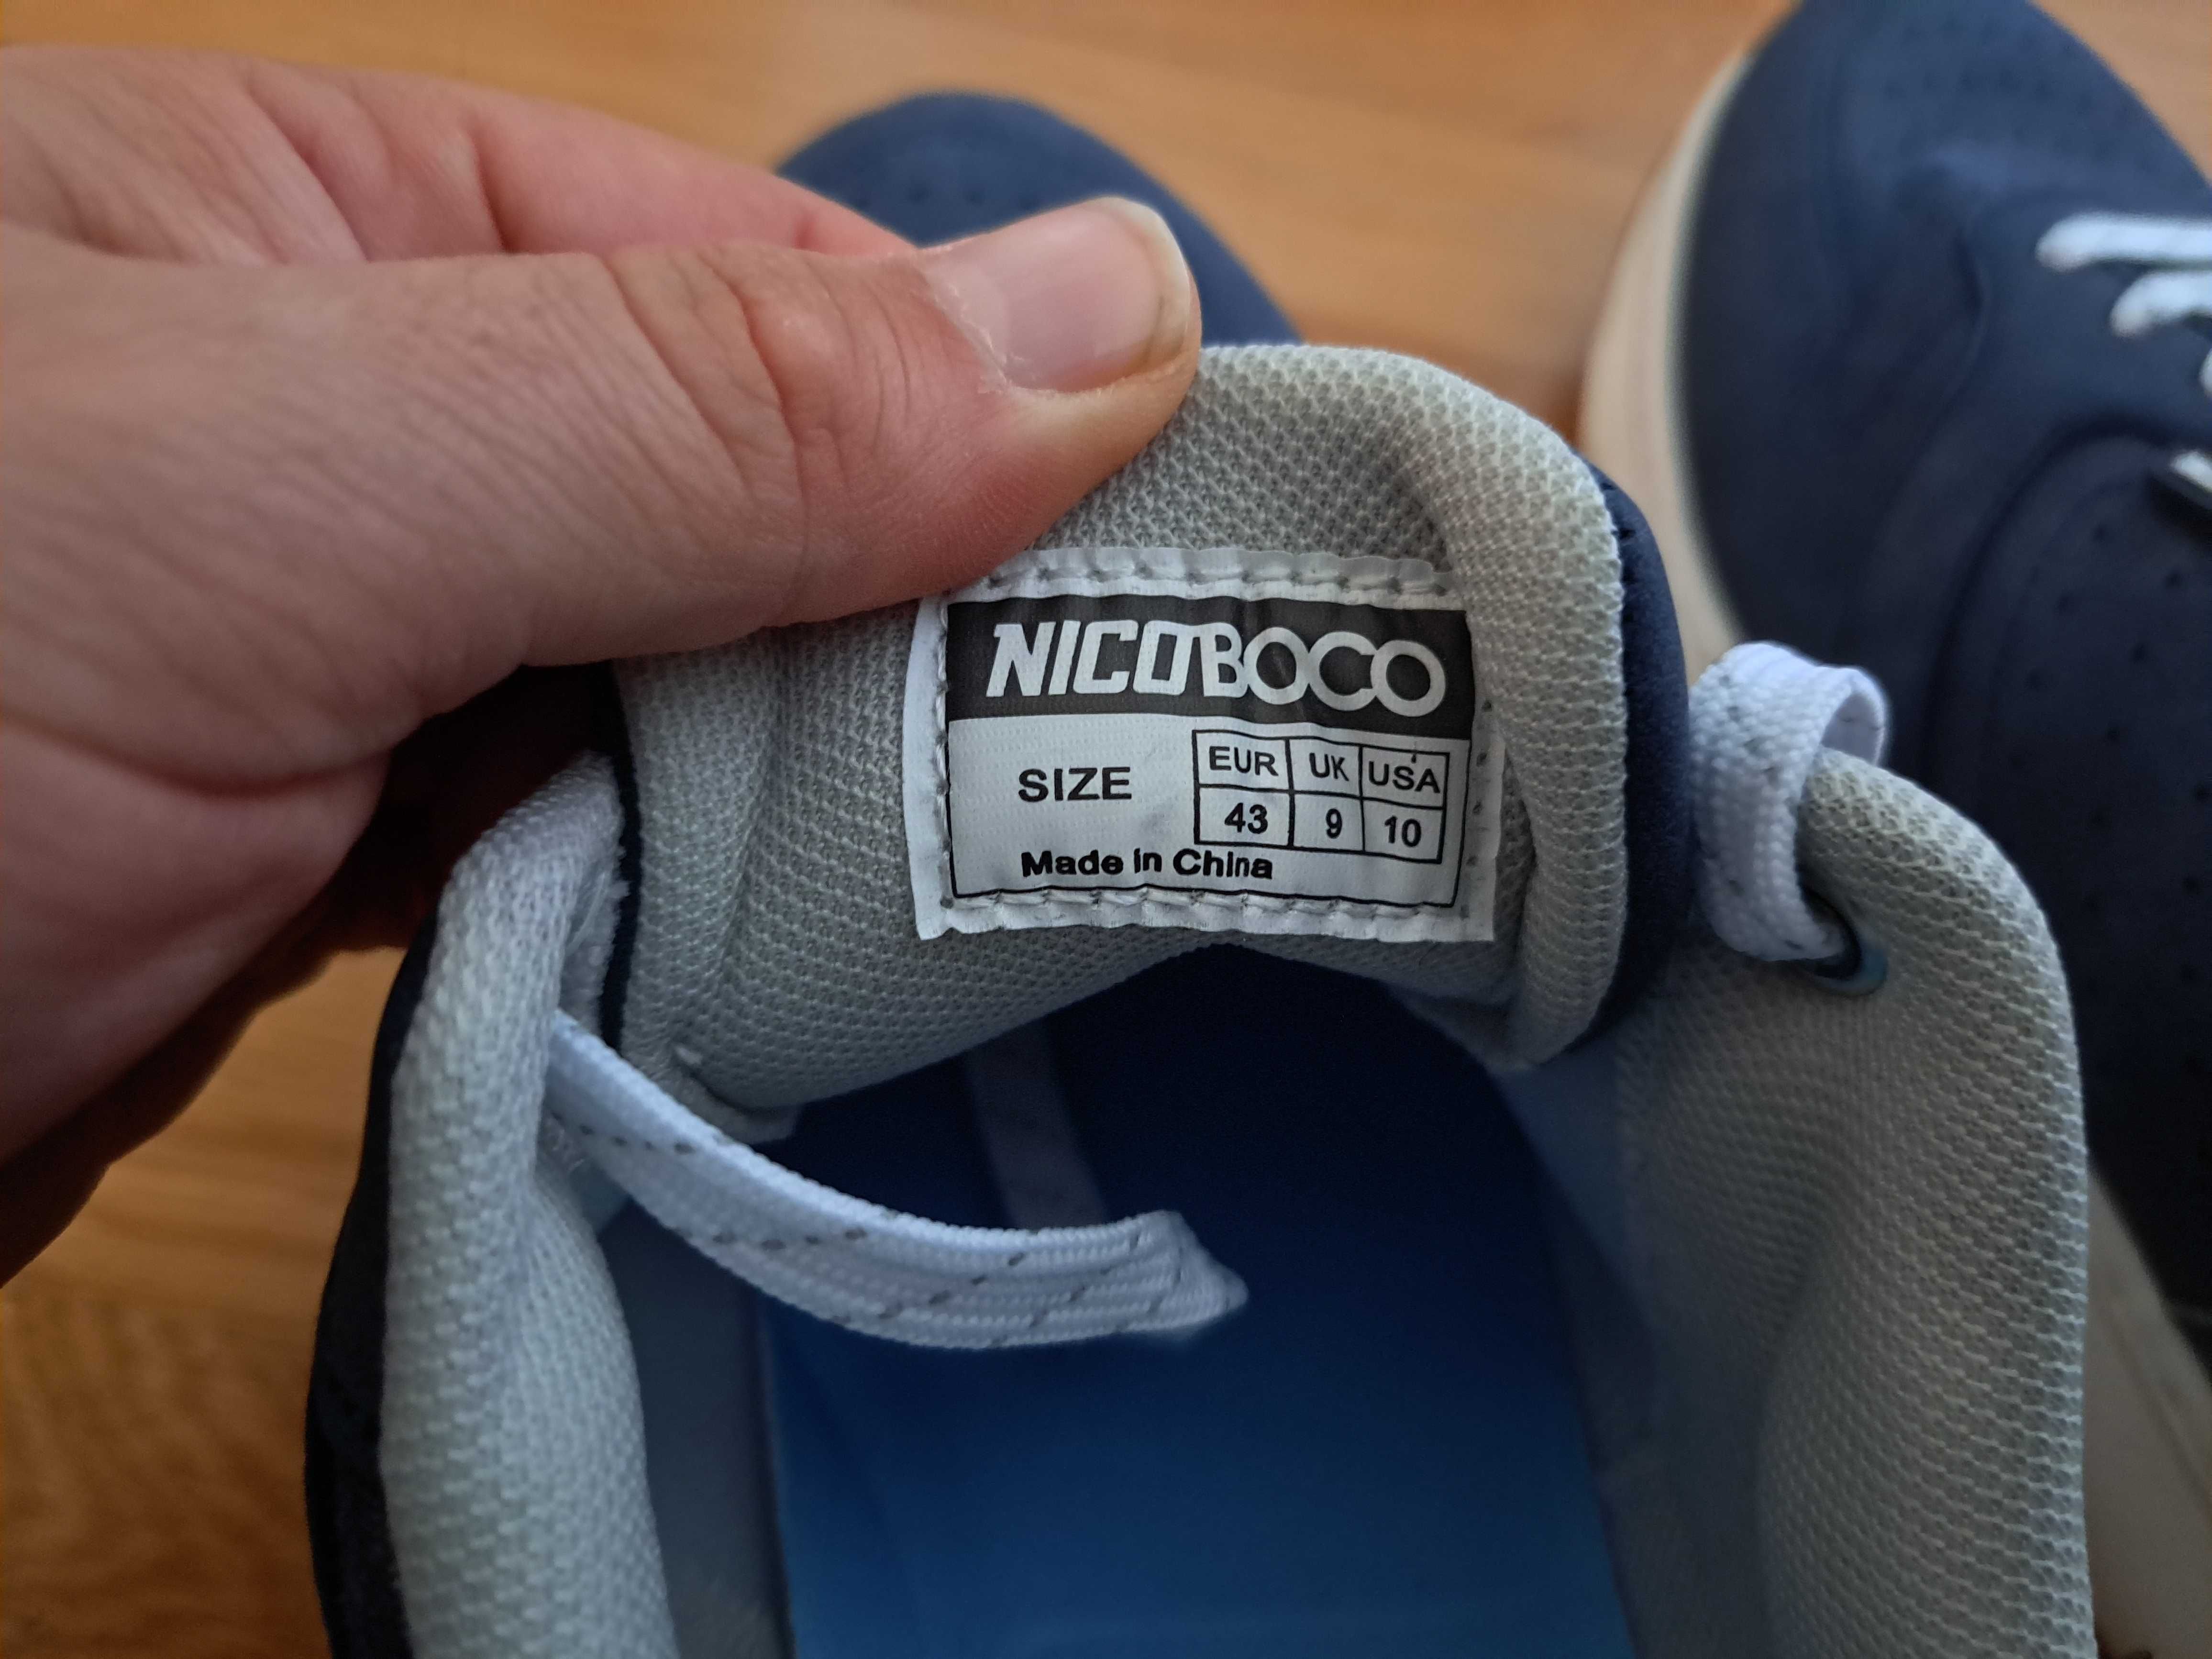 NICOBOCO
SIZE
EUR UK USA
43 9 10
Made in China